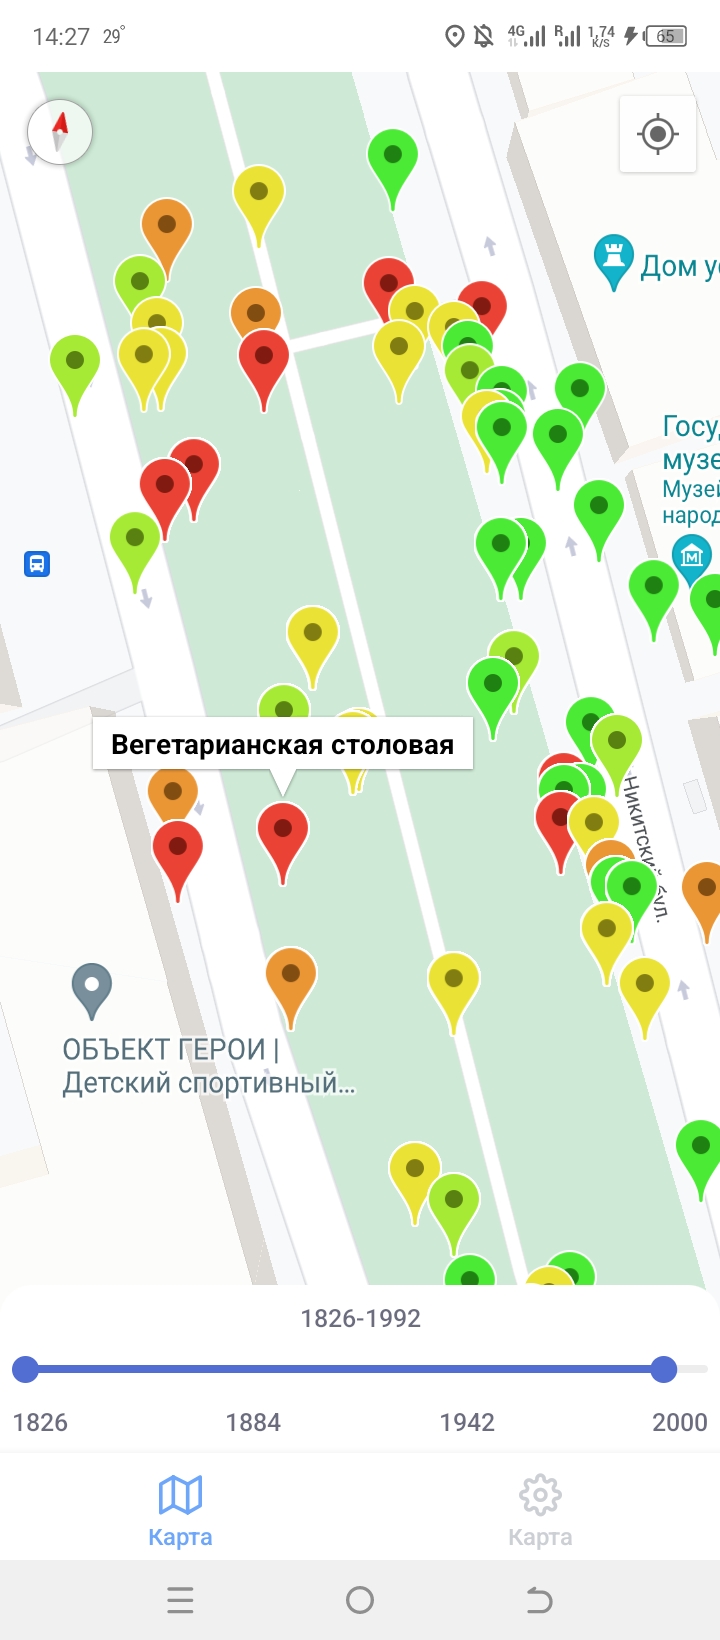 14:27 29°
4G R 1,74 K/S 65
Дом
Госу
музе
Музей
народ
M
Вегетарианская столовая
Никитский бул.
ОБЪЕКТ ГЕРОИ |
Детский спортивный...
1826-1992
1826 1884 1942 2000
Карта Карта